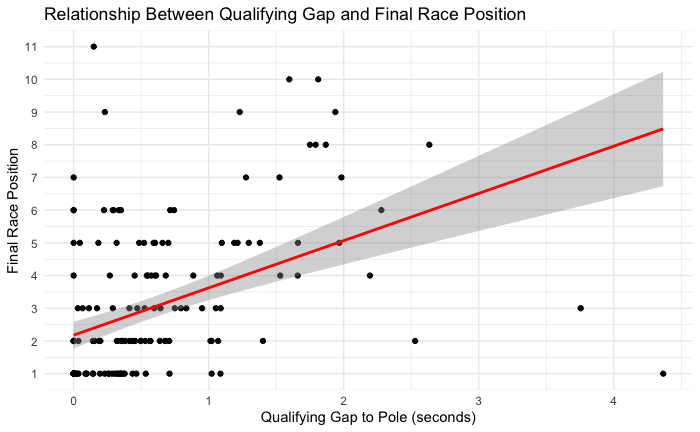 Relationship Between Qualifying Gap and Final Race Position
11
10
9
8
7
6
5
4
3
2
1
Final Race Position
0 1 2 3 4
Qualifying Gap to Pole (seconds)